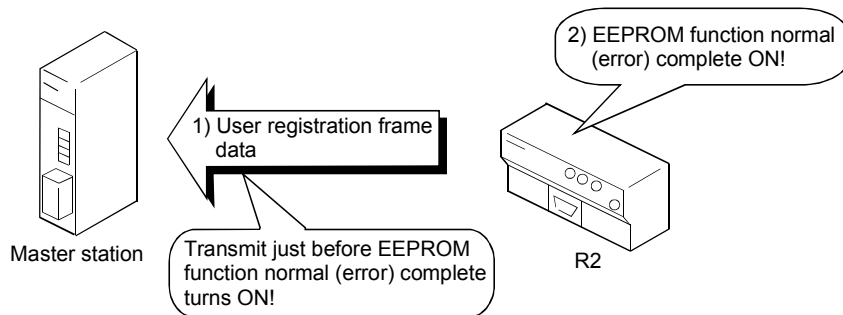 2) EEPROM function normal
(error) complete ON!
1) User registration frame
data
Master station
Transmit just before EEPROM
function normal (error) complete
turns ON!
R2